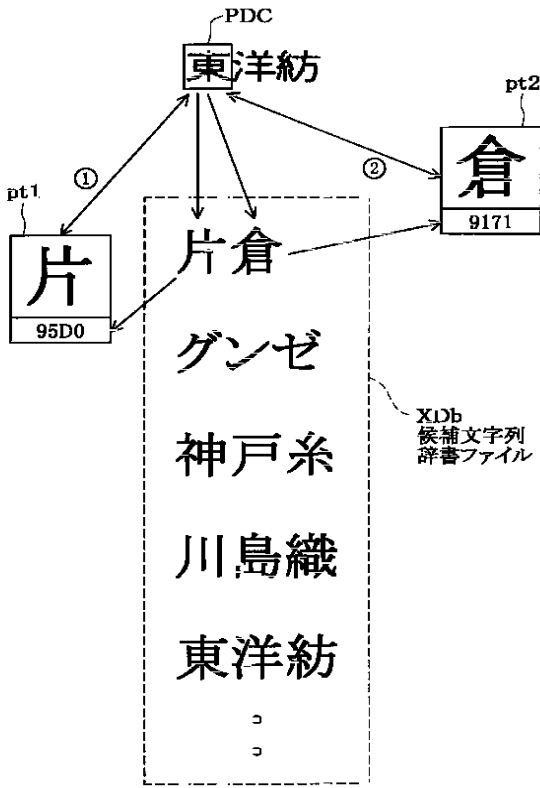 PDC
東洋紡
pt2
②
倉
9171
①
pt1
片
95D0
片倉
グンゼ
神戸糸
川島織
東洋紡
XDb
候補文字列
辞書ファイル